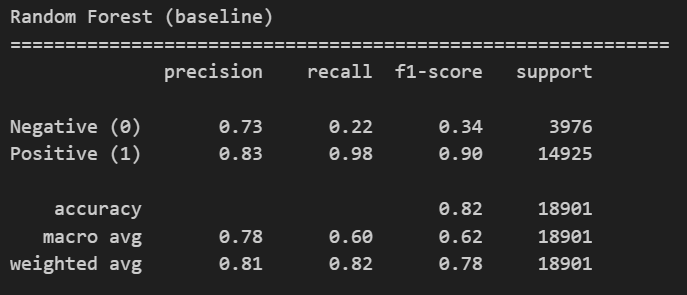 Random Forest (baseline)
============================================================
precision recall f1-score support
Negative (0) 0.73 0.22 0.34 3976
Positive (1) 0.83 0.98 0.90 14925
accuracy 0.82 18901
macro avg 0.78 0.60 0.62 18901
weighted avg 0.81 0.82 0.78 18901